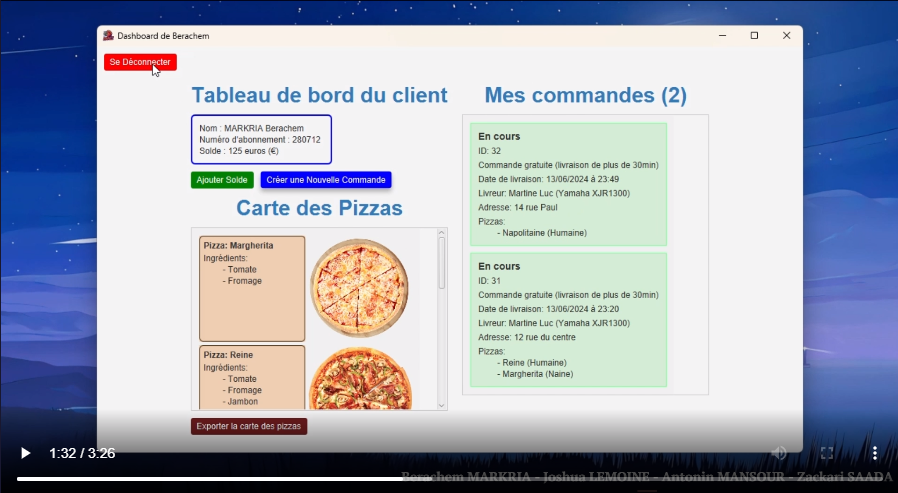 Dashboard de Berachem
Se Déconnecter
Tableau de bord du client
Nom : MARKRIA Berachem
Numéro d'abonnement : 280712
Solde : 125 euros (€)
Ajouter Solde
Créer une Nouvelle Commande
Carte des Pizzas
Pizza: Margherita
Ingrédients:
- Tomate
- Fromage
Pizza: Reine
Ingrédients:
- Tomate
- Fromage
- Jambon
Exporter la carte des pizzas
Mes commandes (2)
En cours
ID: 32
Commande gratuite (livraison de plus de 30min)
Date de livraison: 13/06/2024 à 23:49
Livreur: Martine Luc (Yamaha XJR1300)
Adresse: 14 rue Paul
Pizzas:
- Napolitaine (Humaine)
En cours
ID: 31
Commande gratuite (livraison de plus de 30min)
Date de livraison: 13/06/2024 à 23:20
Livreur: Martine Luc (Yamaha XJR1300)
Adresse: 12 rue du centre
Pizzas:
- Reine (Humaine)
- Margherita (Naine)
1:32 / 3:26
Berachem MARKRIA - Joshua LEMOINE - Antonin MANSOUR - Zackari SAADA